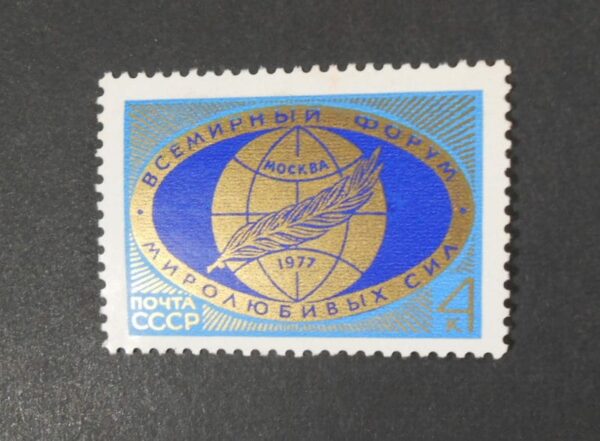 · ВСЕМИРНЫЙ ФОРУМ ·
МОСКВА
1977
МИРОЛЮБИВЫХ СИЛ
ПОЧТА
СССР
4
К